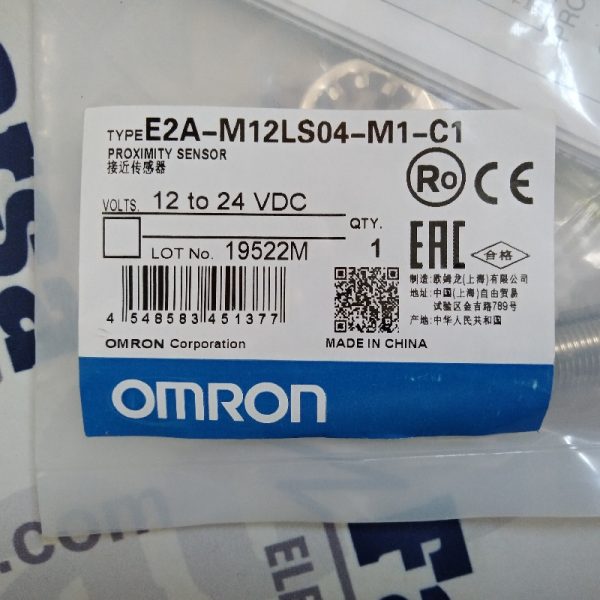 PRO
TYPE E2A-M12LS04-M1-C1
PROXIMITY SENSOR
接近传感器
Ro CE
VOLTS. 12 to 24 VDC
QTY.
1
LOT No. 19522M
EAC 合格
制造: 欧姆龙(上海)有限公司
地址: 中国(上海)自由贸易
试验区金吉路789号
产地: 中华人民共和国
4 548583 451377
OMRON Corporation
MADE IN CHINA
OMRON